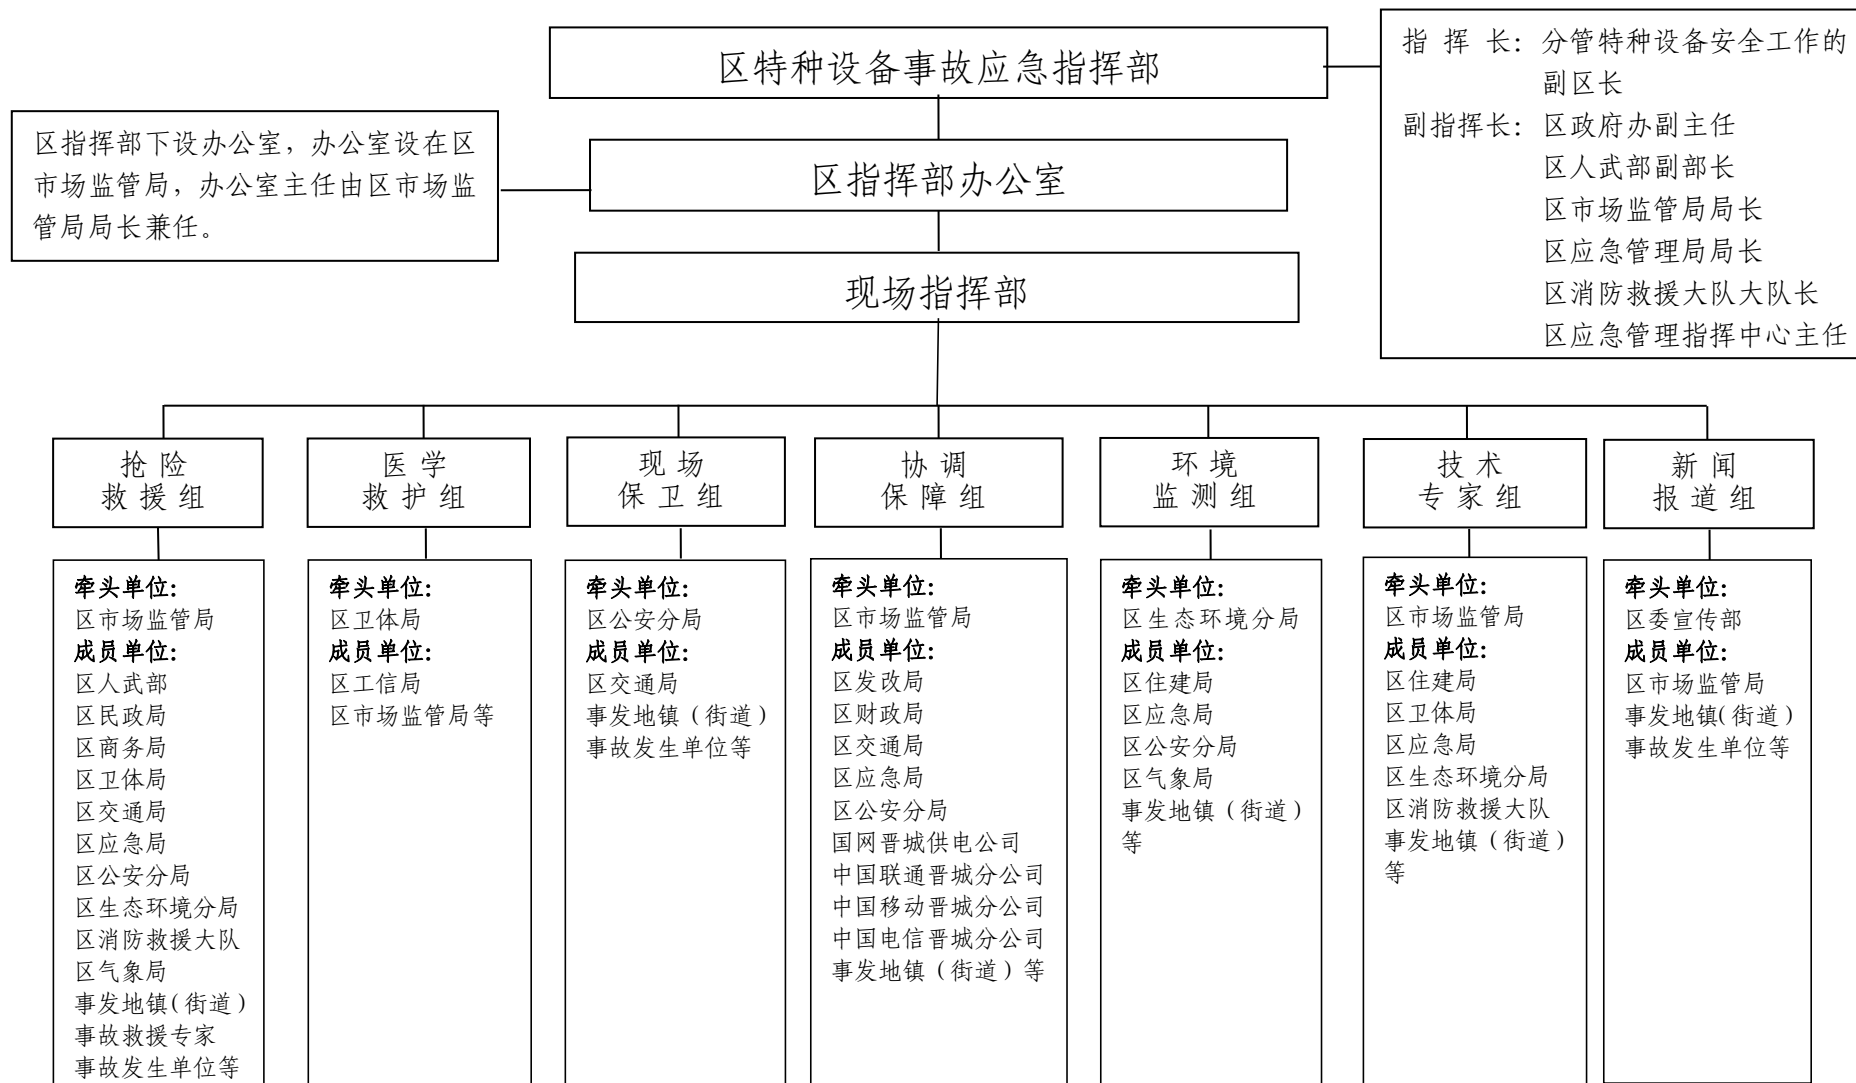 区特种设备事故应急指挥部
指 挥 长：分管特种设备安全工作的
副区长
副指挥长：区政府办副主任
区人武部副部长
区市场监管局局长
区应急管理局局长
区消防救援大队大队长
区应急管理指挥中心主任
区指挥部下设办公室，办公室设在区
市场监管局，办公室主任由区市场监
管局局长兼任。
区指挥部办公室
现场指挥部
抢 险
救 援 组
牵头单位：
区市场监管局
成员单位：
区人武部
区民政局
区商务局
区卫体局
区交通局
区应急局
区公安分局
区生态环境分局
区消防救援大队
区气象局
事发地镇（街道）
事故救援专家
事故发生单位等
医 学
救 护 组
牵头单位：
区卫体局
成员单位：
区工信局
区市场监管局等
现 场
保 卫 组
牵头单位：
区公安分局
成员单位：
区交通局
事发地镇（街道）
事故发生单位等
协 调
保 障 组
牵头单位：
区市场监管局
成员单位：
区发改局
区财政局
区交通局
区应急局
区公安分局
国网晋城供电公司
中国联通晋城分公司
中国移动晋城分公司
中国电信晋城分公司
事发地镇（街道）等
环 境
监 测 组
牵头单位：
区生态环境分局
成员单位：
区住建局
区应急局
区公安分局
区气象局
事发地镇（街道）
等
技 术
专 家 组
牵头单位：
区市场监管局
成员单位：
区住建局
区卫体局
区应急局
区生态环境分局
区消防救援大队
事发地镇（街道）
等
新 闻
报 道 组
牵头单位：
区委宣传部
成员单位：
区市场监管局
事发地镇（街道）
事故发生单位等